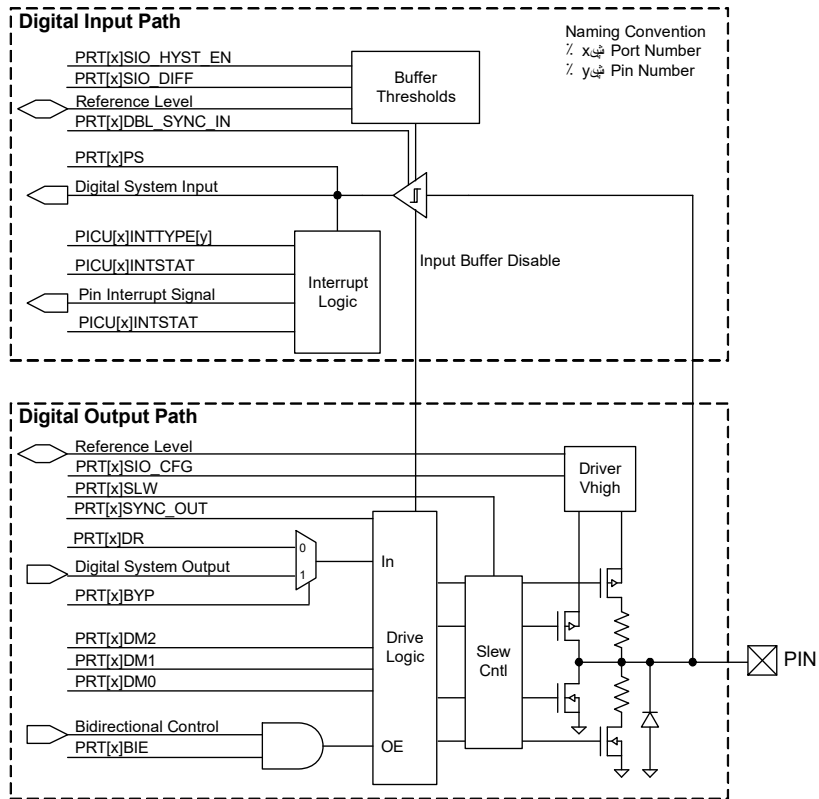 Digital Input Path
Naming Convention
٪ x = Port Number
٪ y = Pin Number
PRT[x]SIO_HYST_EN
PRT[x]SIO_DIFF
Reference Level
PRT[x]DBL_SYNC_IN
Buffer
Thresholds
PRT[x]PS
Digital System Input
PICU[x]INTTYPE[y]
PICU[x]INTSTAT
Pin Interrupt Signal
PICU[x]INTSTAT
Interrupt
Logic
Input Buffer Disable
Digital Output Path
Reference Level
PRT[x]SIO_CFG
PRT[x]SLW
PRT[x]SYNC_OUT
Driver
Vhigh
PRT[x]DR
Digital System Output
PRT[x]BYP
0
1
In
PRT[x]DM2
PRT[x]DM1
PRT[x]DM0
Drive
Logic
Slew
Cntl
PIN
Bidirectional Control
PRT[x]BIE
OE